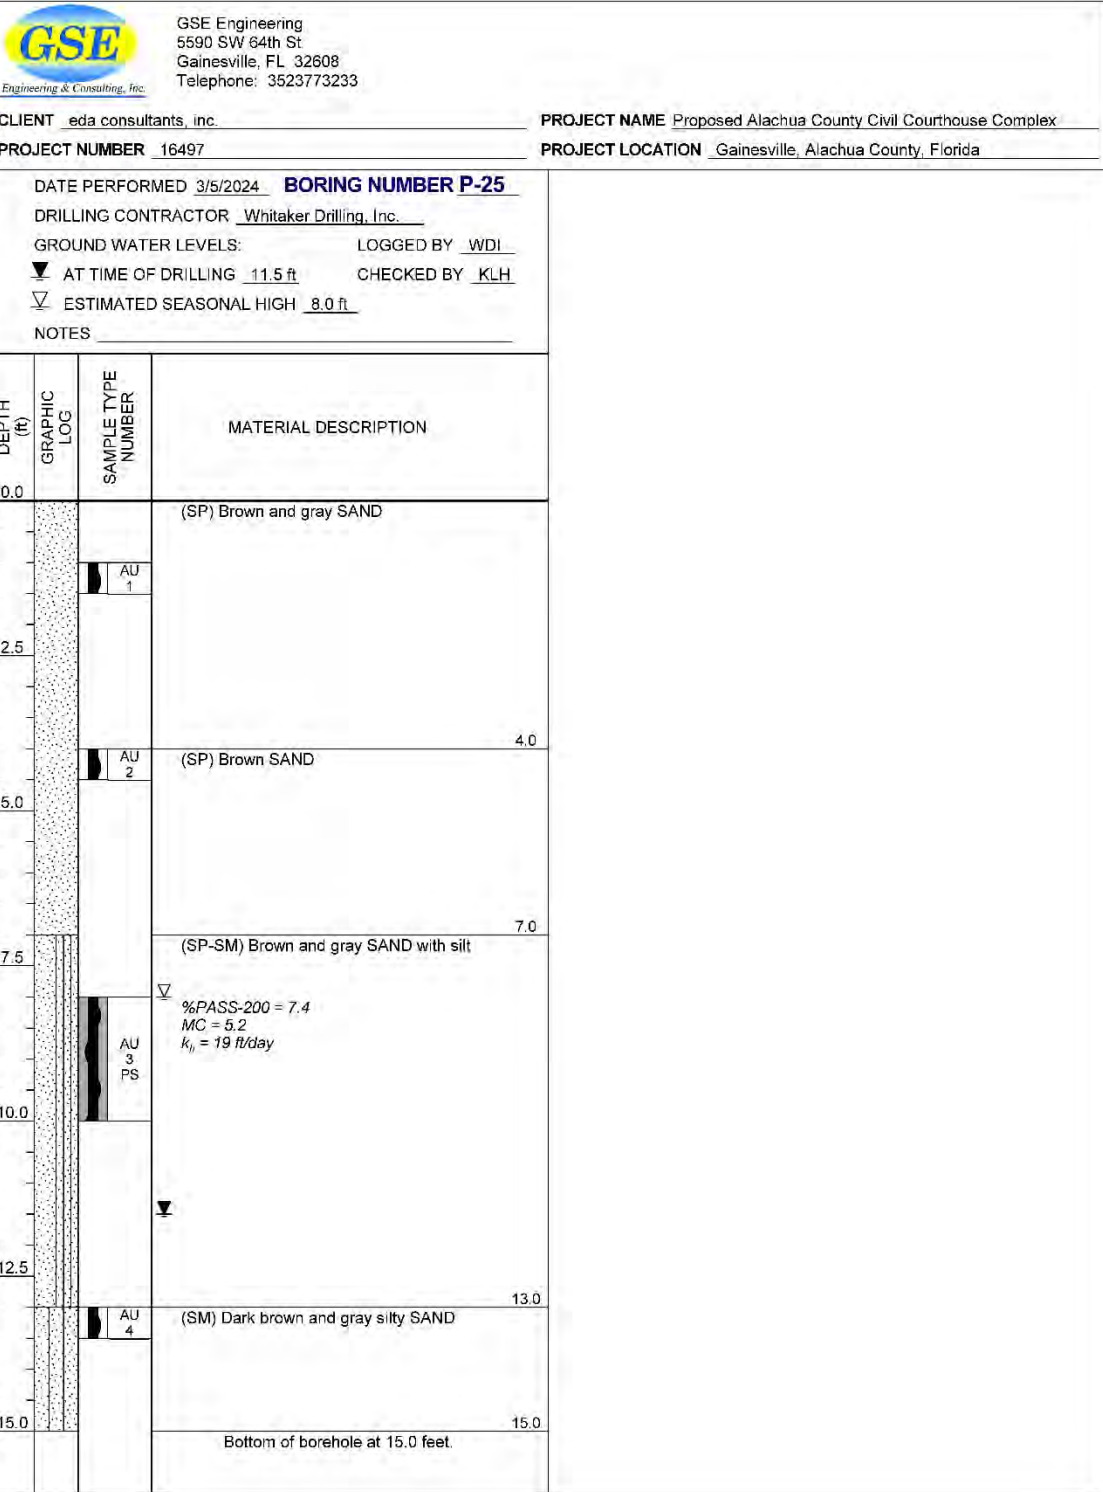 GSE
Engineering & Consulting, Inc.
GSE Engineering
5590 SW 64th St
Gainesville, FL 32608
Telephone: 3523773233
CLIENT eda consultants, inc.
PROJECT NAME Proposed Alachua County Civil Courthouse Complex
PROJECT NUMBER 16497
PROJECT LOCATION Gainesville, Alachua County, Florida
DATE PERFORMED 3/5/2024 BORING NUMBER P-25
DRILLING CONTRACTOR Whitaker Drilling, Inc.
GROUND WATER LEVELS: LOGGED BY WDI
AT TIME OF DRILLING 11.5 ft CHECKED BY KLH
ESTIMATED SEASONAL HIGH 8.0 ft
NOTES
DEPTH
(ft)
GRAPHIC
LOG
SAMPLE TYPE
NUMBER
MATERIAL DESCRIPTION
0.0
(SP) Brown and gray SAND
AU
1
2.5
4.0
AU
2
(SP) Brown SAND
5.0
7.0
(SP-SM) Brown and gray SAND with silt
7.5
%PASS-200 = 7.4
MC = 5.2
kh = 19 ft/day
AU
3
PS
10.0
12.5
13.0
AU
4
(SM) Dark brown and gray silty SAND
15.0
15.0
Bottom of borehole at 15.0 feet.